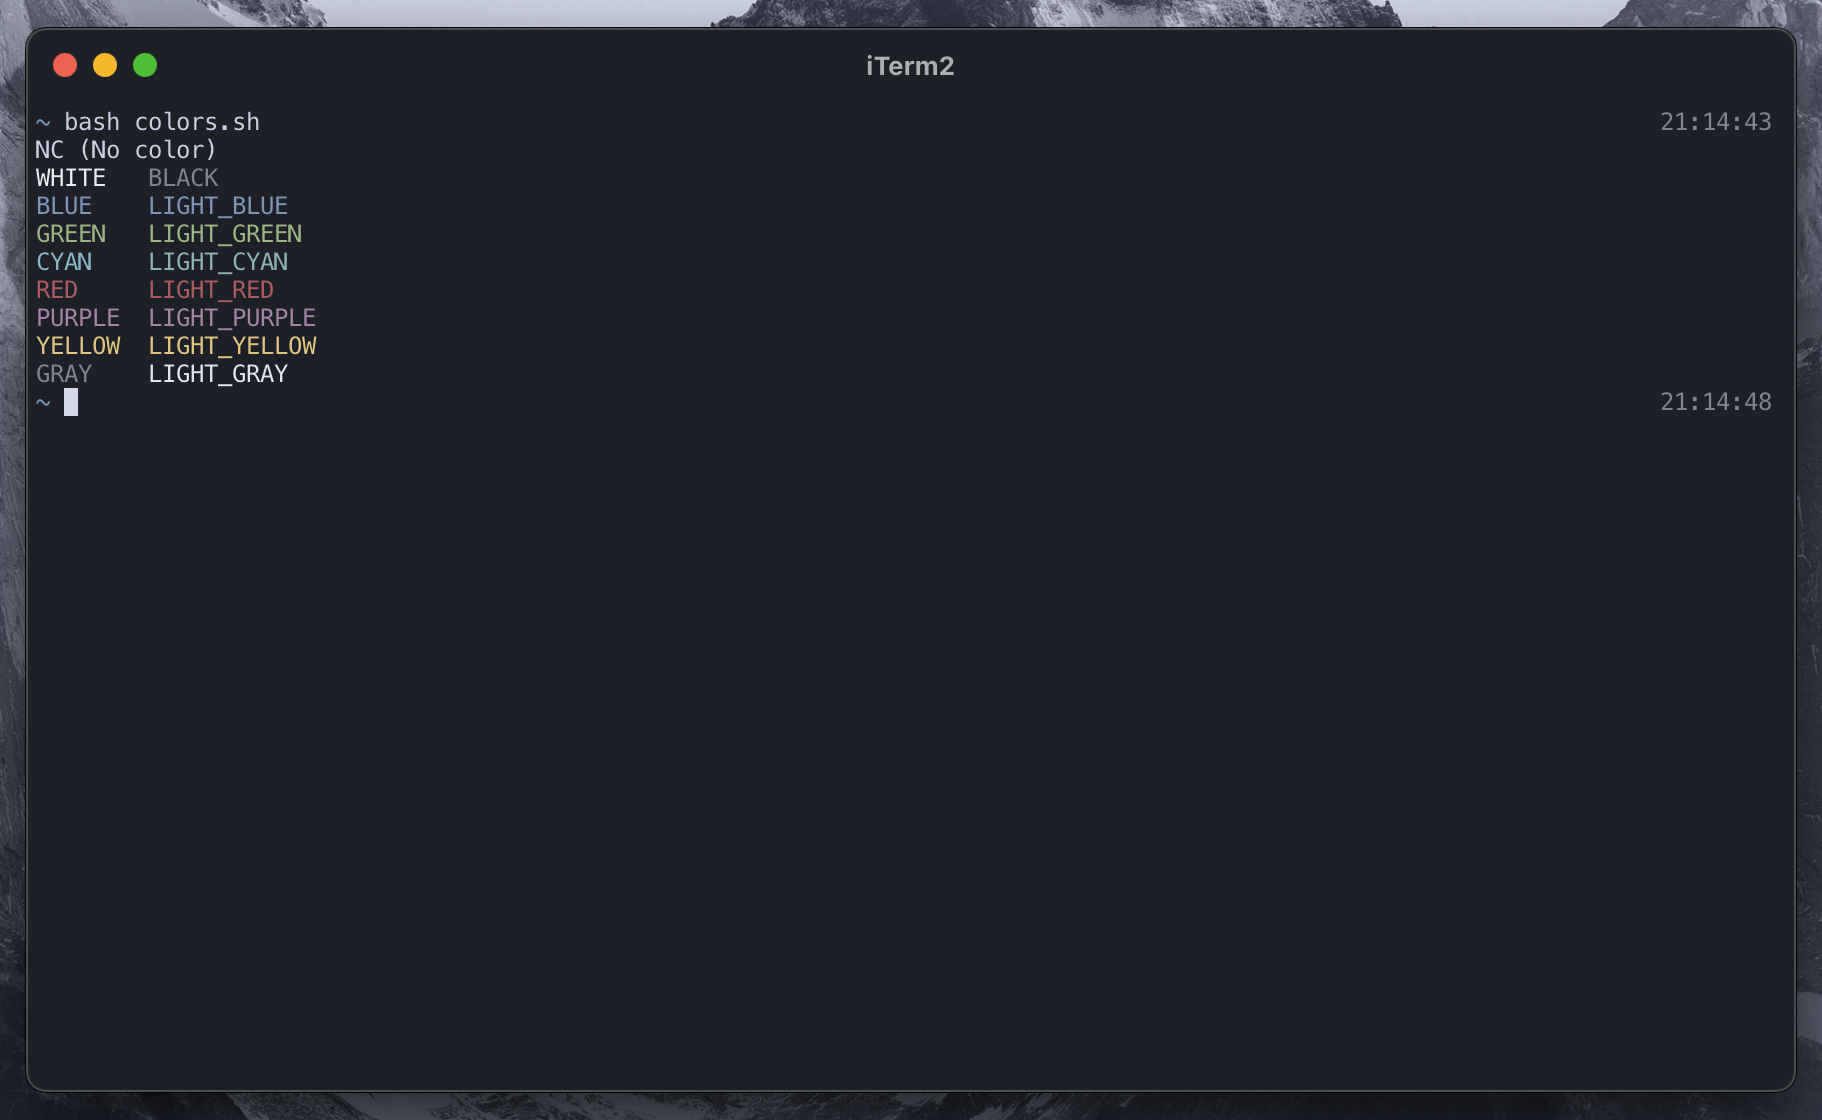 iTerm2
~ bash colors.sh 21:14:43
NC (No color)
WHITE BLACK
BLUE LIGHT_BLUE
GREEN LIGHT_GREEN
CYAN LIGHT_CYAN
RED LIGHT_RED
PURPLE LIGHT_PURPLE
YELLOW LIGHT_YELLOW
GRAY LIGHT_GRAY
~ 21:14:48